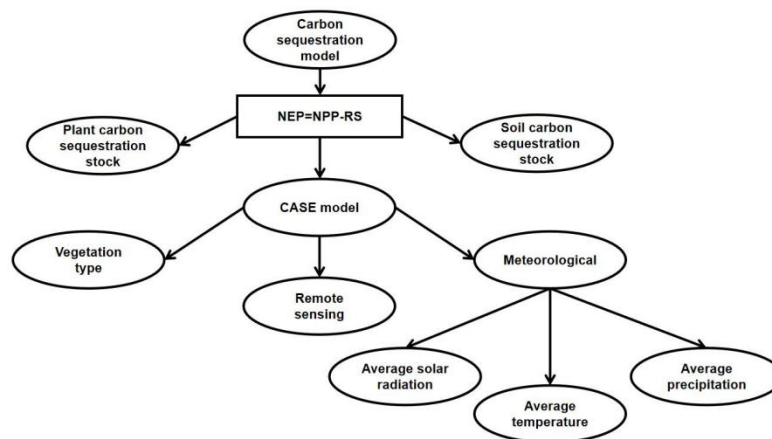 Carbon
sequestration
model
NEP=NPP-RS
Plant carbon
sequestration
stock
Soil carbon
sequestration
stock
CASE model
Vegetation
type
Remote
sensing
Meteorological
Average solar
radiation
Average
temperature
Average
precipitation